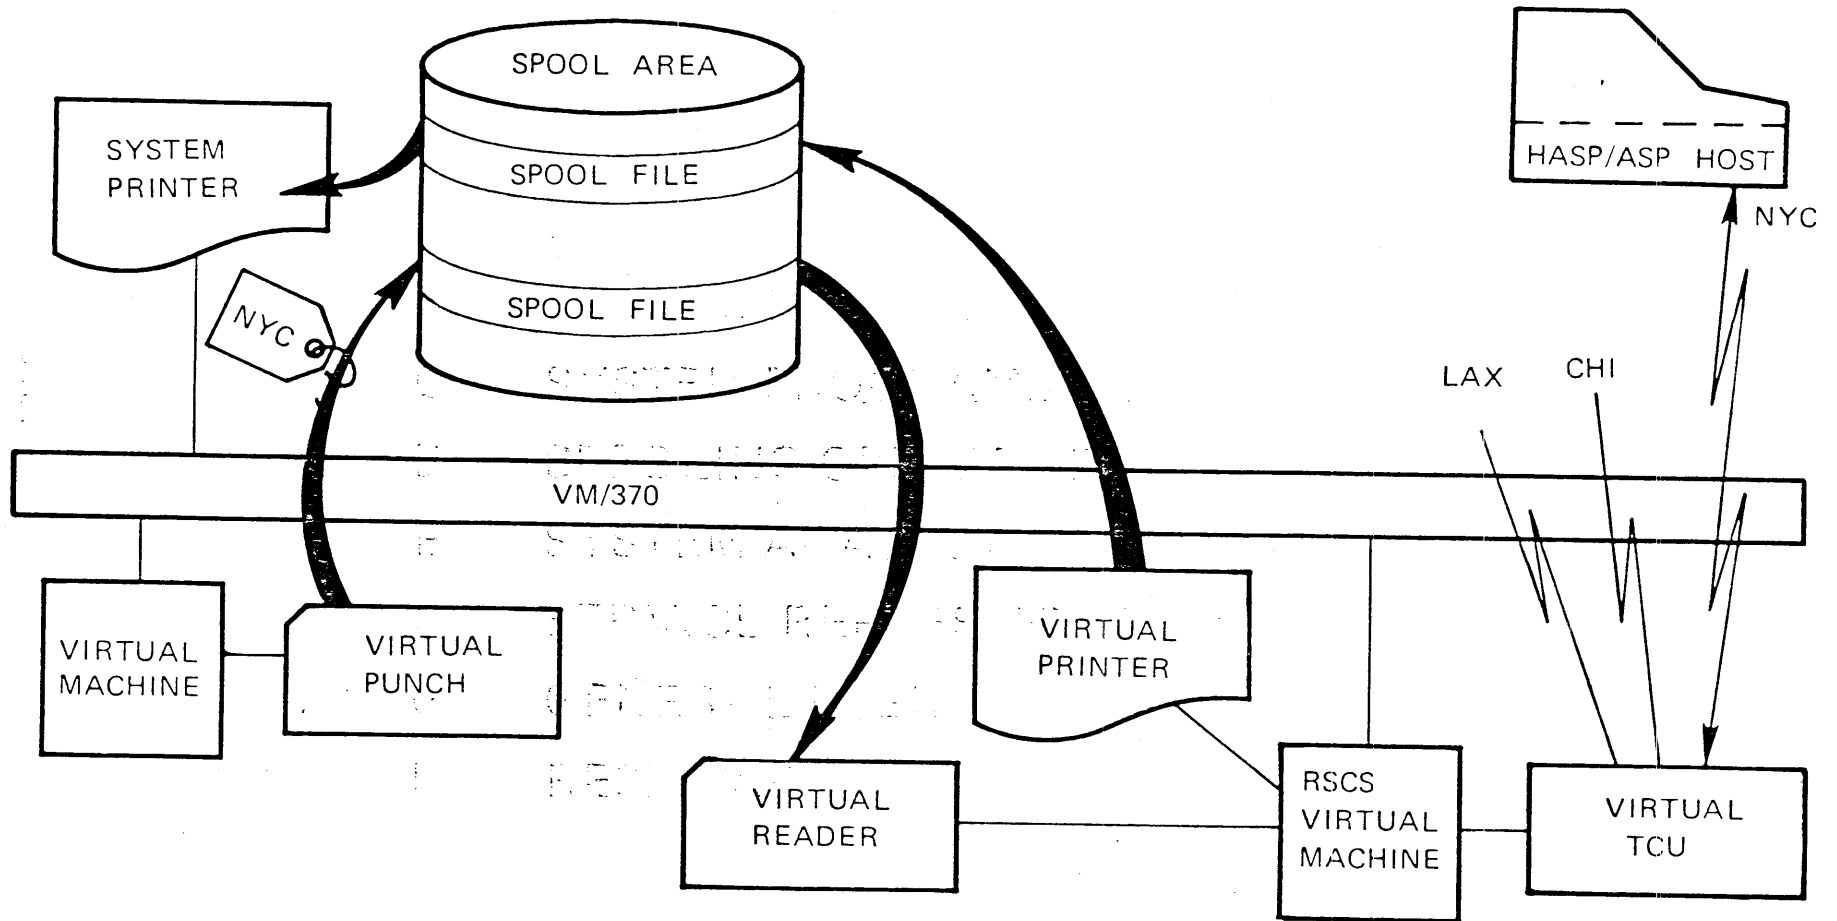 SPOOL AREA
SYSTEM
PRINTER
SPOOL FILE
HASP/ASP HOST
NYC
NYC
SPOOL FILE
LAX
CHI
VM/370
VIRTUAL
MACHINE
VIRTUAL
PUNCH
VIRTUAL
PRINTER
VIRTUAL
READER
RSCS
VIRTUAL
MACHINE
VIRTUAL
TCU